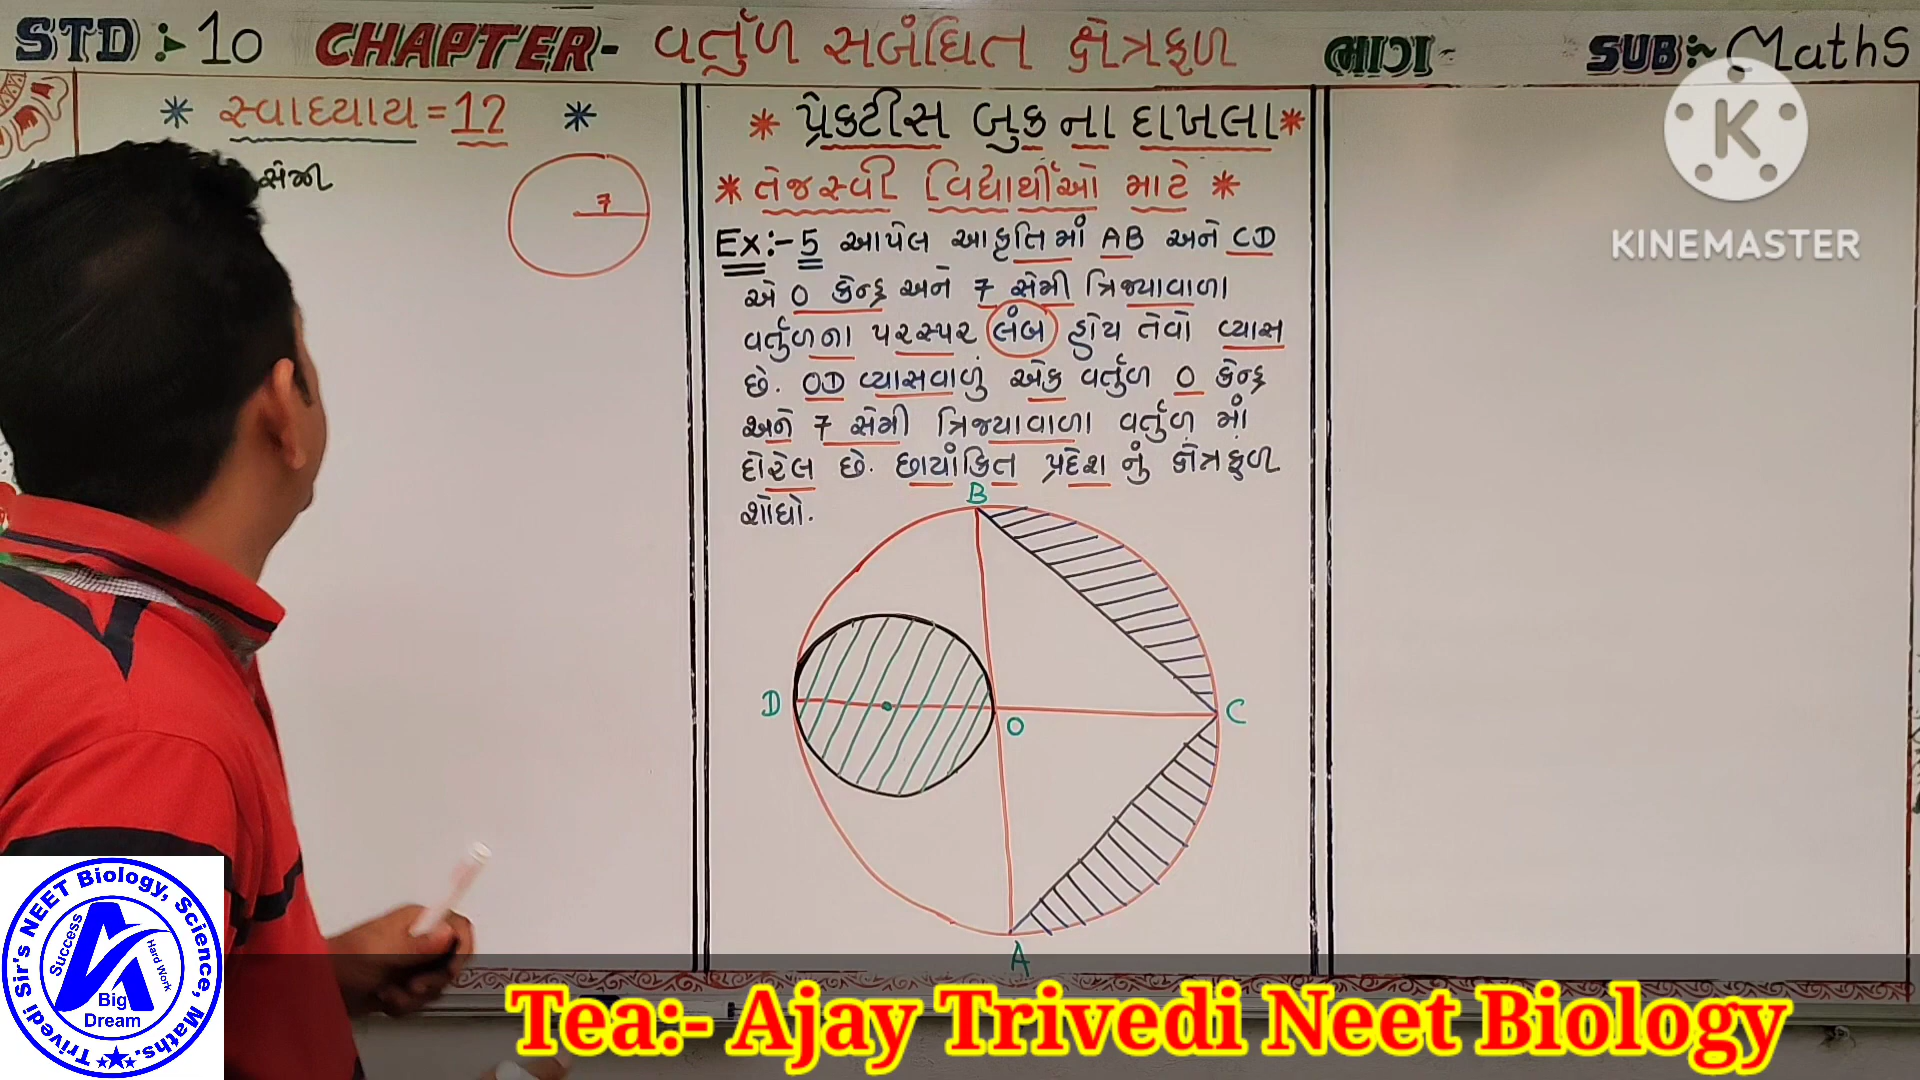 STD:- 10 CHAPTER- વર્તુળ સબંધિત ક્ષેત્રફળ ભાગ- SUB:~ Maths
* સ્વાધ્યાય = 12 *
સેમી
7
* પ્રેકટીસ બુક ના દાખલા *
* તેજસ્વી વિદ્યાર્થીઓ માટે *
Ex:- 5 આપેલ આકૃતિમાં AB અને CD
એ O કેન્દ્ર અને 7 સેમી ત્રિજ્યાવાળા
વર્તુળના પરસ્પર લંબ હોય તેવો વ્યાસ
છે. OD વ્યાસવાળું એક વર્તુળ O કેન્દ્ર
અને 7 સેમી ત્રિજયાવાળા વર્તુળ માં
દોરેલ છે. છાયાંકિત પ્રદેશ નું ક્ષેત્રફળ
શોધો.
B
D
O
C
A
K
KINEMASTER
Trivedi Sir's NEET Biology, Science, Maths.
Success
Hard Work
Big
Dream
Tea:- Ajay Trivedi Neet Biology